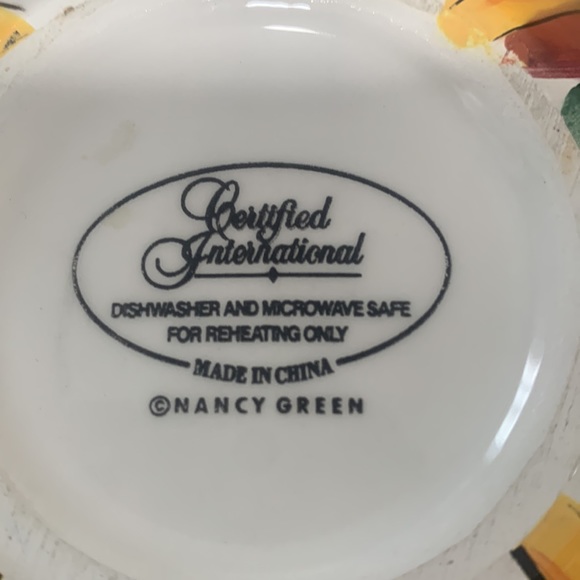 Certified
International
DISHWASHER AND MICROWAVE SAFE
FOR REHEATING ONLY
MADE IN CHINA
©NANCY GREEN